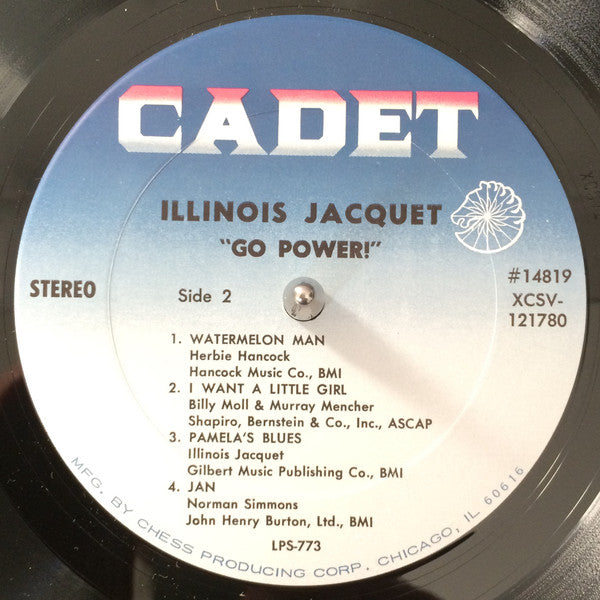 CADET
ILLINOIS JACQUET
"GO POWER!"
STEREO
Side 2
#14819
XCSV-
121780
1. WATERMELON MAN
Herbie Hancock
Hancock Music Co., BMI
2. I WANT A LITTLE GIRL
Billy Moll & Murray Mencher
Shapiro, Bernstein & Co., Inc., ASCAP
3. PAMELA'S BLUES
Illinois Jacquet
Gilbert Music Publishing Co., BMI
4. JAN
Norman Simmons
John Henry Burton, Ltd., BMI
LPS-773
MFG. BY CHESS PRODUCING CORP. CHICAGO, IL 60616